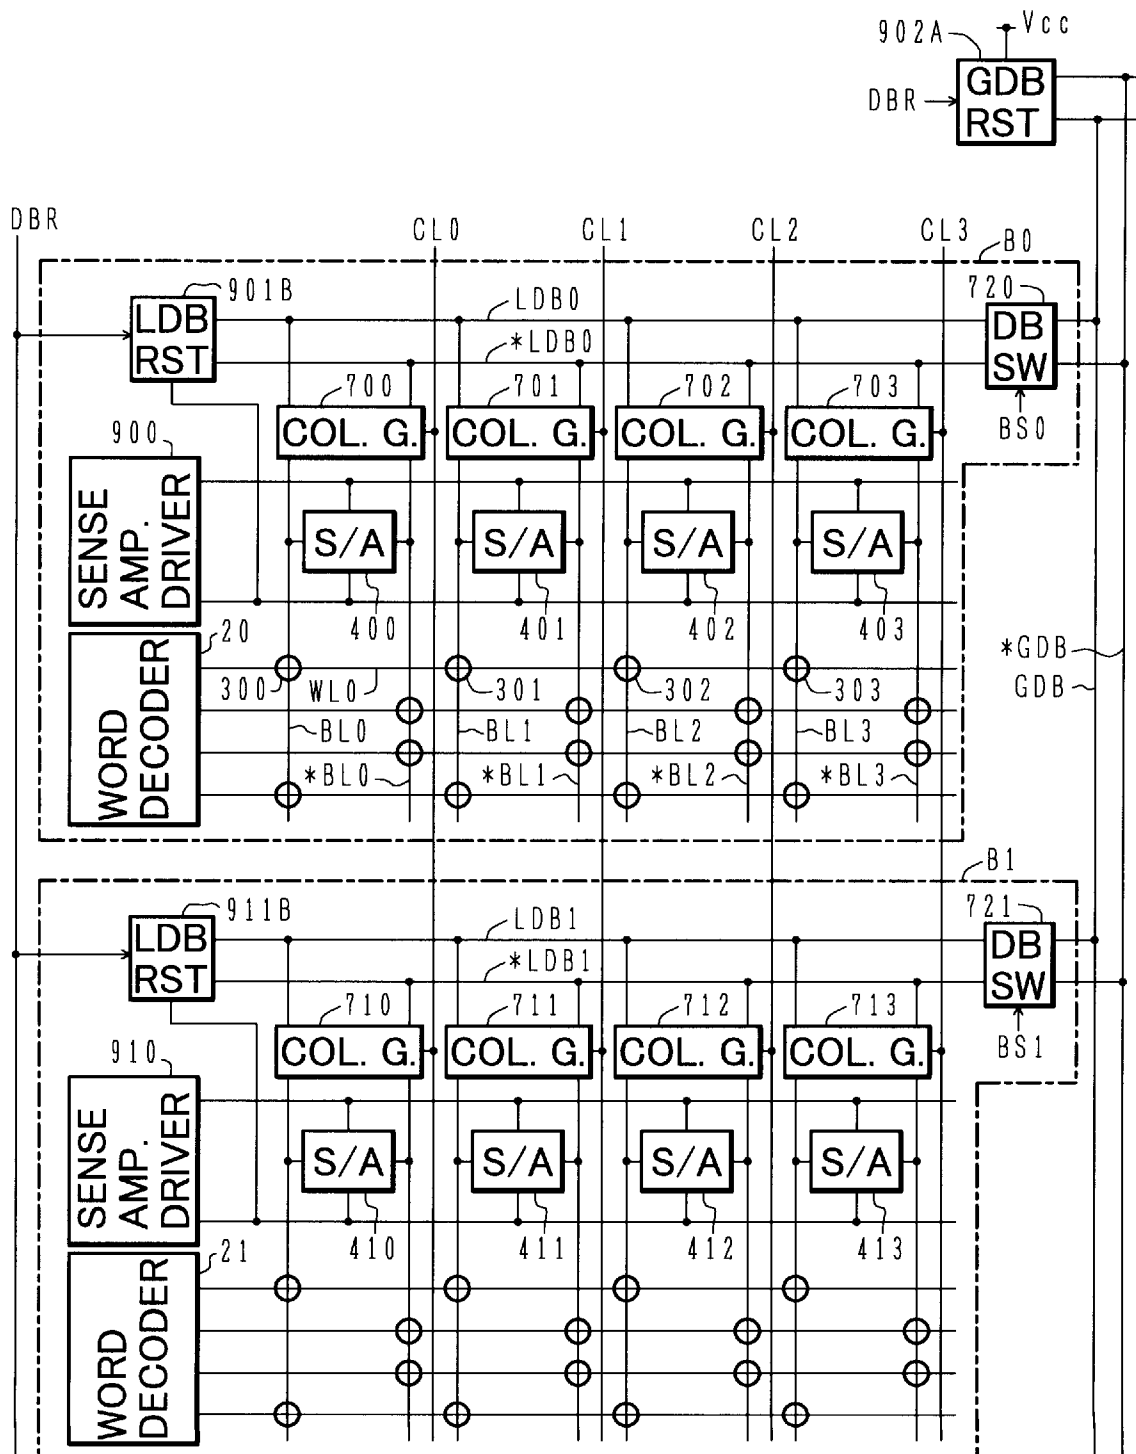 902A
Vcc
GDB
RST
DBR
DBR
CL0
CL1
CL2
CL3
B0
901B
LDB0
720
LDB
RST
*LDB0
DB
SW
700
701
702
703
COL. G.
COL. G.
COL. G.
COL. G.
BS0
900
SENSE
AMP.
DRIVER
S/A
S/A
S/A
S/A
400
401
402
403
20
WORD
DECODER
300
WL0
301
302
303
*GDB
GDB
BL0
BL1
BL2
BL3
*BL0
*BL1
*BL2
*BL3
B1
911B
LDB1
721
LDB
RST
*LDB1
DB
SW
710
711
712
713
COL. G.
COL. G.
COL. G.
COL. G.
BS1
910
SENSE
AMP.
DRIVER
S/A
S/A
S/A
S/A
410
411
412
413
21
WORD
DECODER